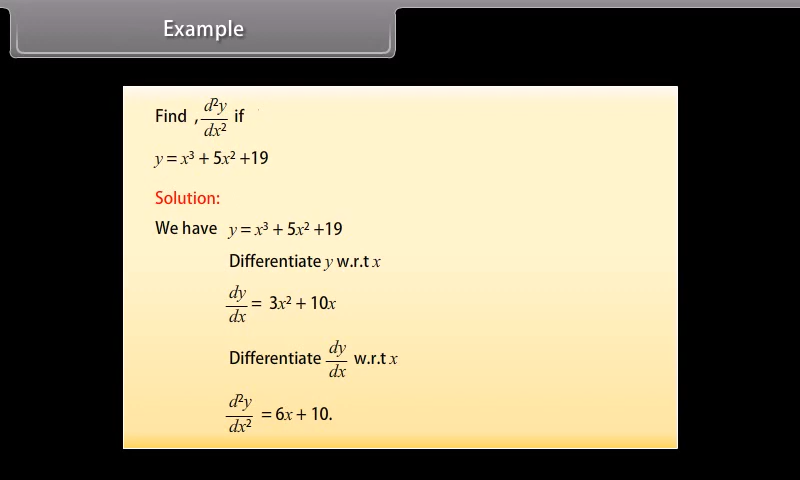 Example
Find , d²y/dx² if
y = x³ + 5x² +19
Solution:
We have y = x³ + 5x² +19
Differentiate y w.r.t x
dy/dx = 3x² + 10x
Differentiate dy/dx w.r.t x
d²y/dx² = 6x + 10.